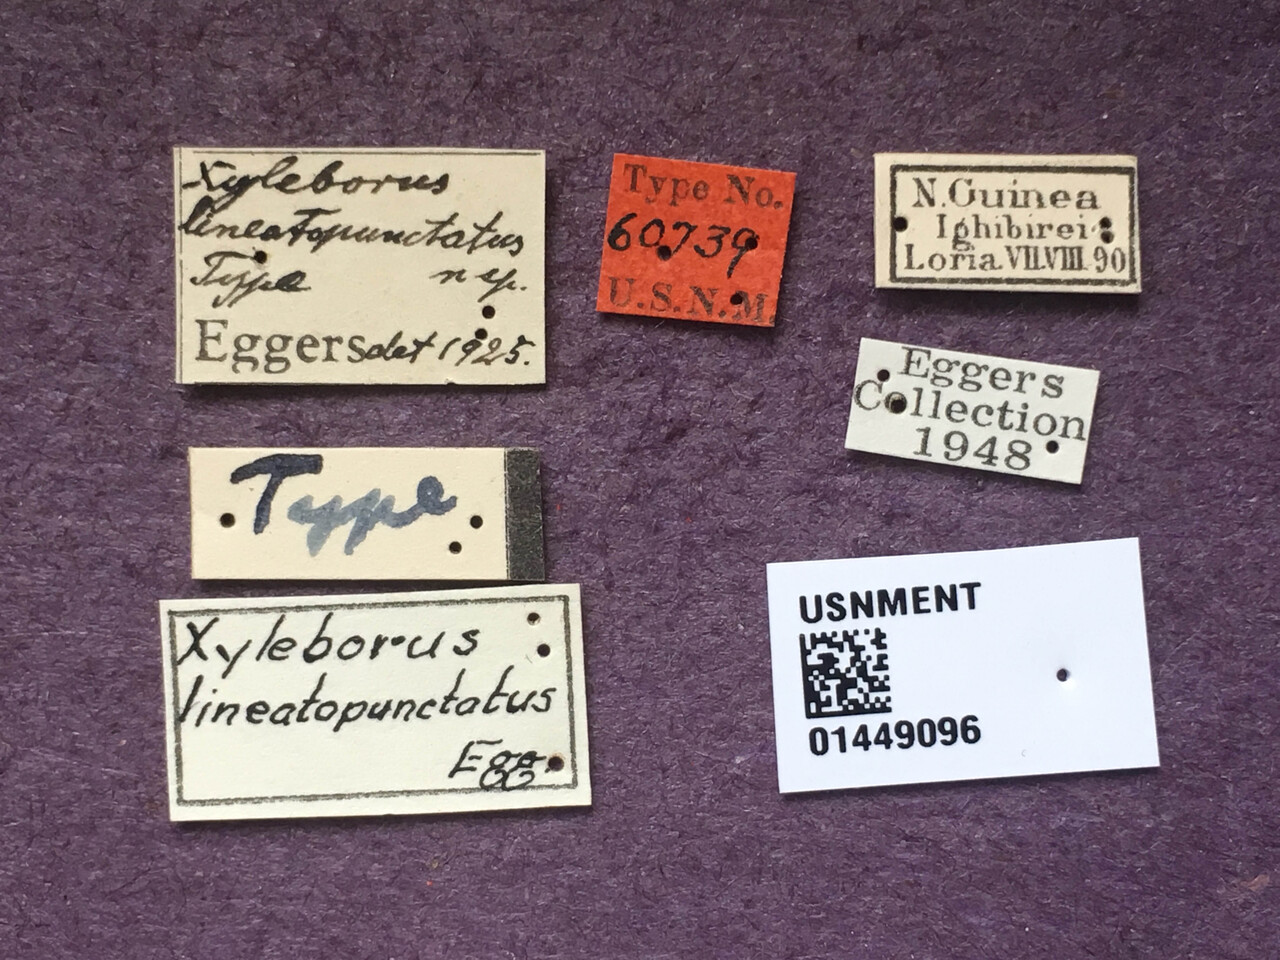 Xyleborus
lineatopunctatus
Type n sp.
Eggers det 1925.
Type No.
60739
U.S.N.M.
N.Guinea
Ighibirei
Loria.VII.VIII.90
Eggers
Collection
1948
Type
Xyleborus
lineatopunctatus
Egg.
USNMENT
01449096